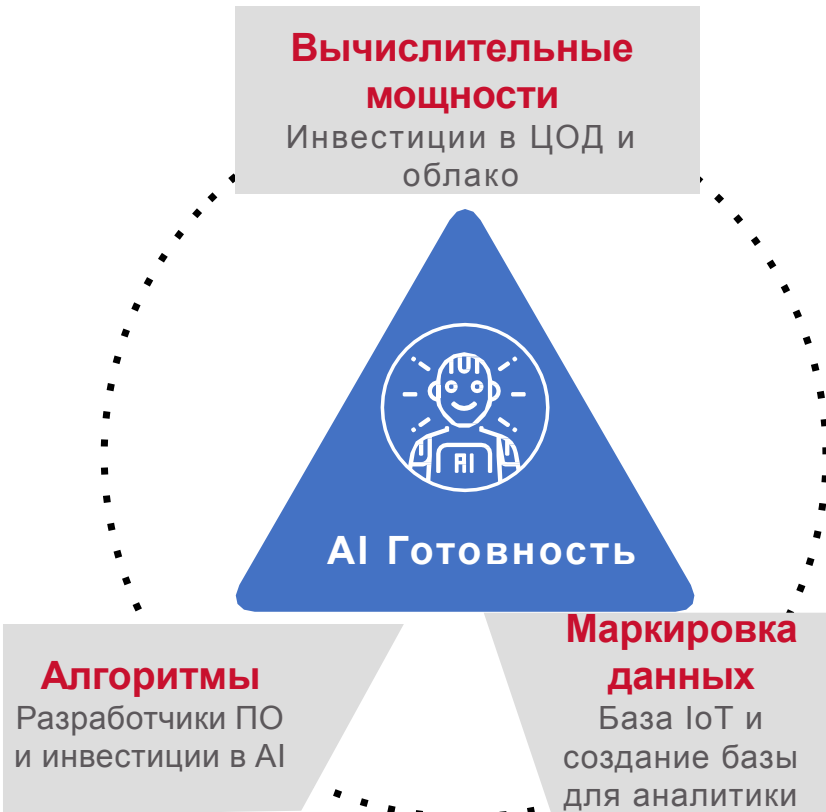 Вычислительные
мощности
Инвестиции в ЦОД и
облако
AI
AI Готовность
Алгоритмы
Разработчики ПО
и инвестиции в AI
Маркировка
данных
База IoT и
создание базы
для аналитики